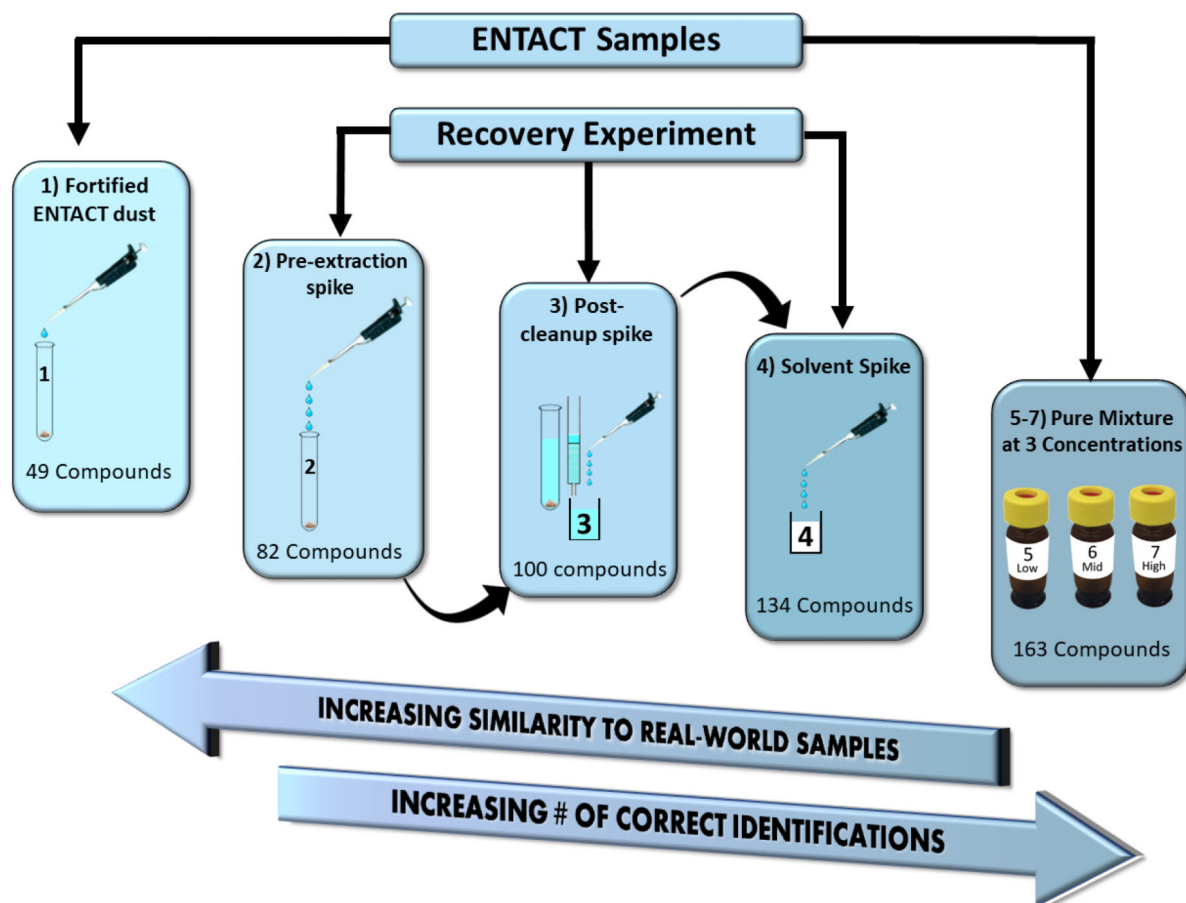 ENTACT Samples
Recovery Experiment
1) Fortified
ENTACT dust
1
49 Compounds
2) Pre-extraction
spike
2
82 Compounds
3) Post-
cleanup spike
3
100 compounds
4) Solvent Spike
4
134 Compounds
5-7) Pure Mixture
at 3 Concentrations
5
Low
6
Mid
7
High
163 Compounds
INCREASING SIMILARITY TO REAL-WORLD SAMPLES
INCREASING # OF CORRECT IDENTIFICATIONS